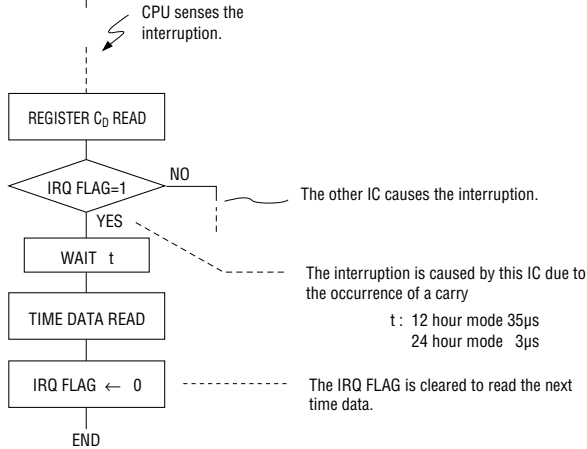 CPU senses the
interruption.
REGISTER CD READ
IRQ FLAG=1
NO
The other IC causes the interruption.
YES
WAIT t
The interruption is caused by this IC due to
the occurrence of a carry
t : 12 hour mode 35µs
24 hour mode 3µs
TIME DATA READ
IRQ FLAG ← 0
The IRQ FLAG is cleared to read the next
time data.
END